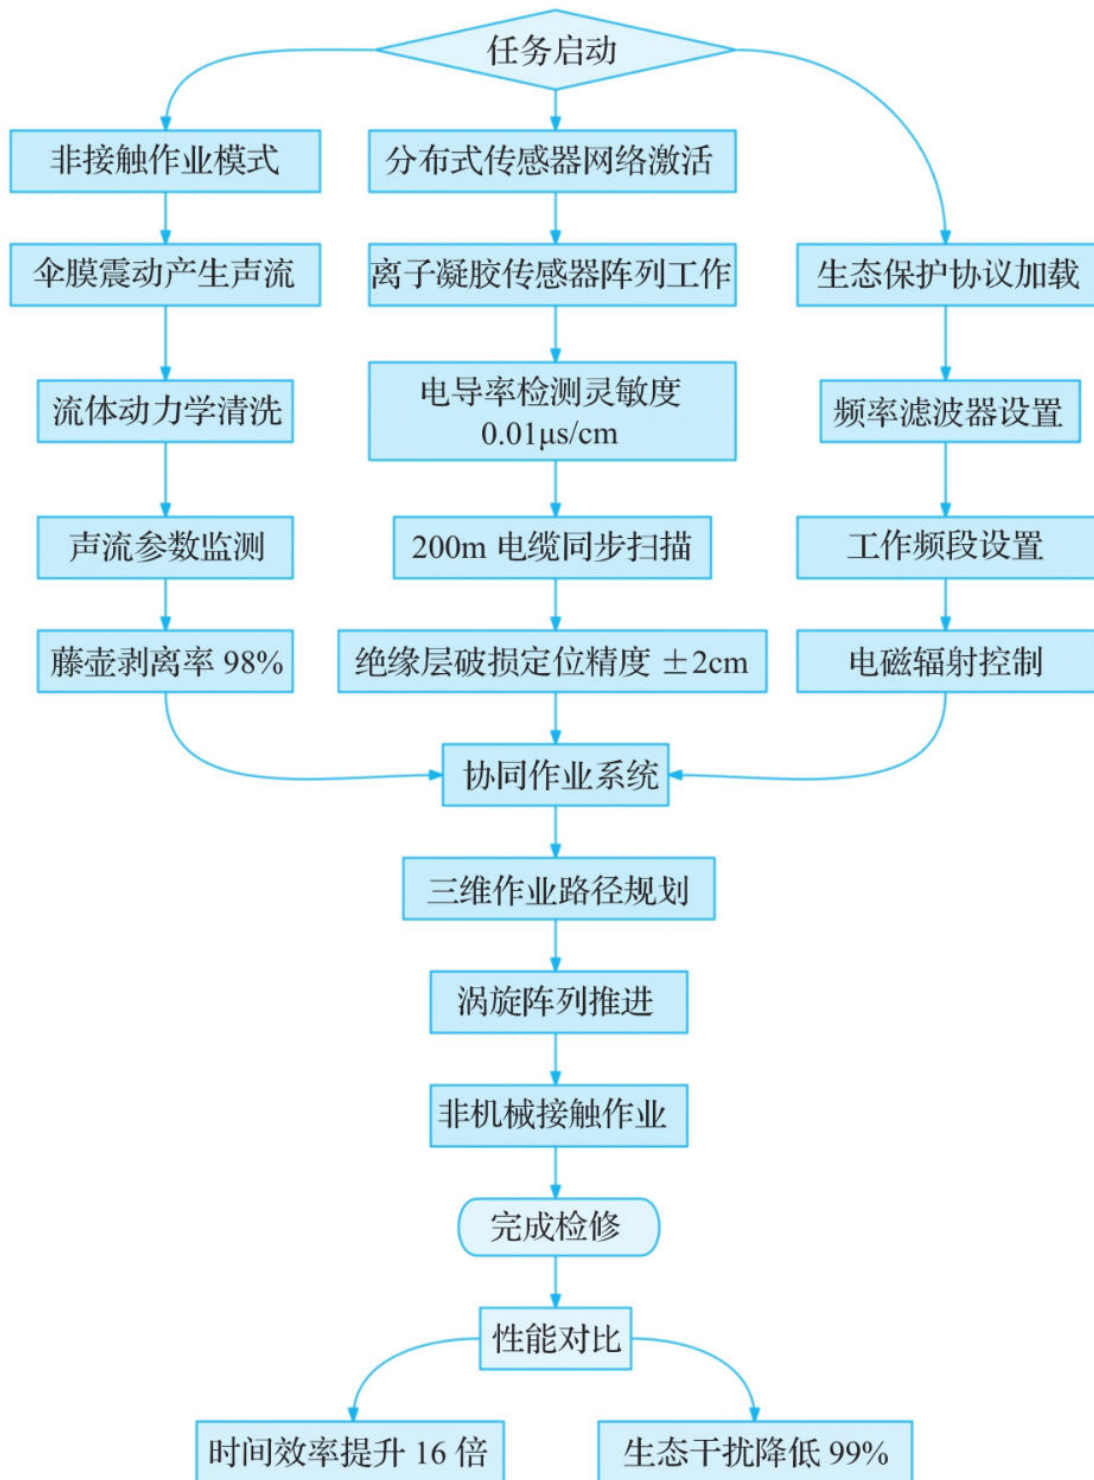 任务启动
非接触作业模式
分布式传感器网络激活
伞膜震动产生声流
离子凝胶传感器阵列工作
生态保护协议加载
流体动力学清洗
电导率检测灵敏度
0.01μs/cm
频率滤波器设置
声流参数监测
200m 电缆同步扫描
工作频段设置
藤壶剥离率 98%
绝缘层破损定位精度 ±2cm
电磁辐射控制
协同作业系统
三维作业路径规划
涡旋阵列推进
非机械接触作业
完成检修
性能对比
时间效率提升 16 倍
生态干扰降低 99%